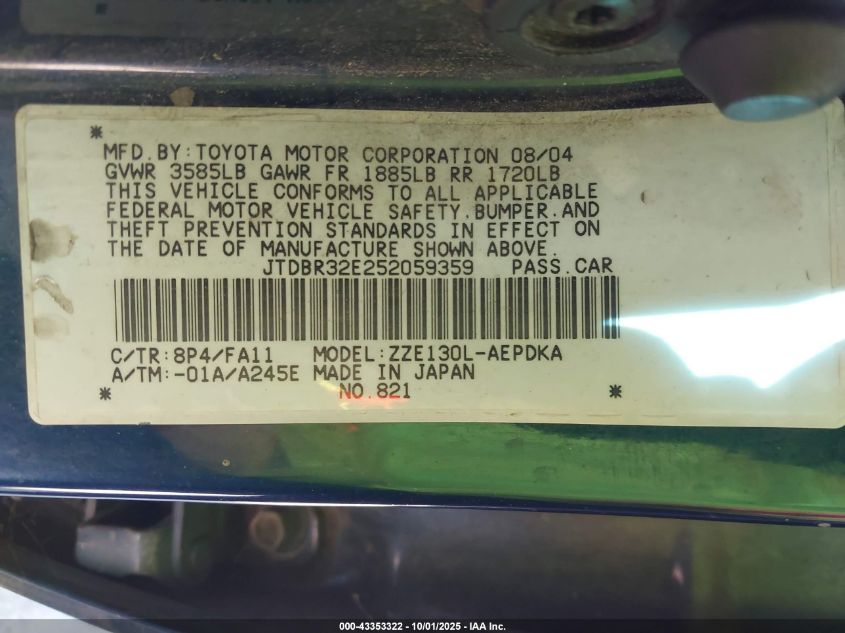 *
MFD.BY:TOYOTA MOTOR CORPORATION 08/04
GVWR 3585LB GAWR FR 1885LB RR 1720LB
THIS VEHICLE CONFORMS TO ALL APPLICABLE
FEDERAL MOTOR VEHICLE SAFETY.BUMPER.AND
THEFT PREVENTION STANDARDS IN EFFECT ON
THE DATE OF MANUFACTURE SHOWN ABOVE.
JTDBR32E252059359 PASS.CAR
C/TR:8P4/FA11 MODEL:ZZE130L-AEPDKA
A/TM:-01A/A245E MADE IN JAPAN
* NO.821 *
000-43353322 | 10/01/2025 - IAA Inc.